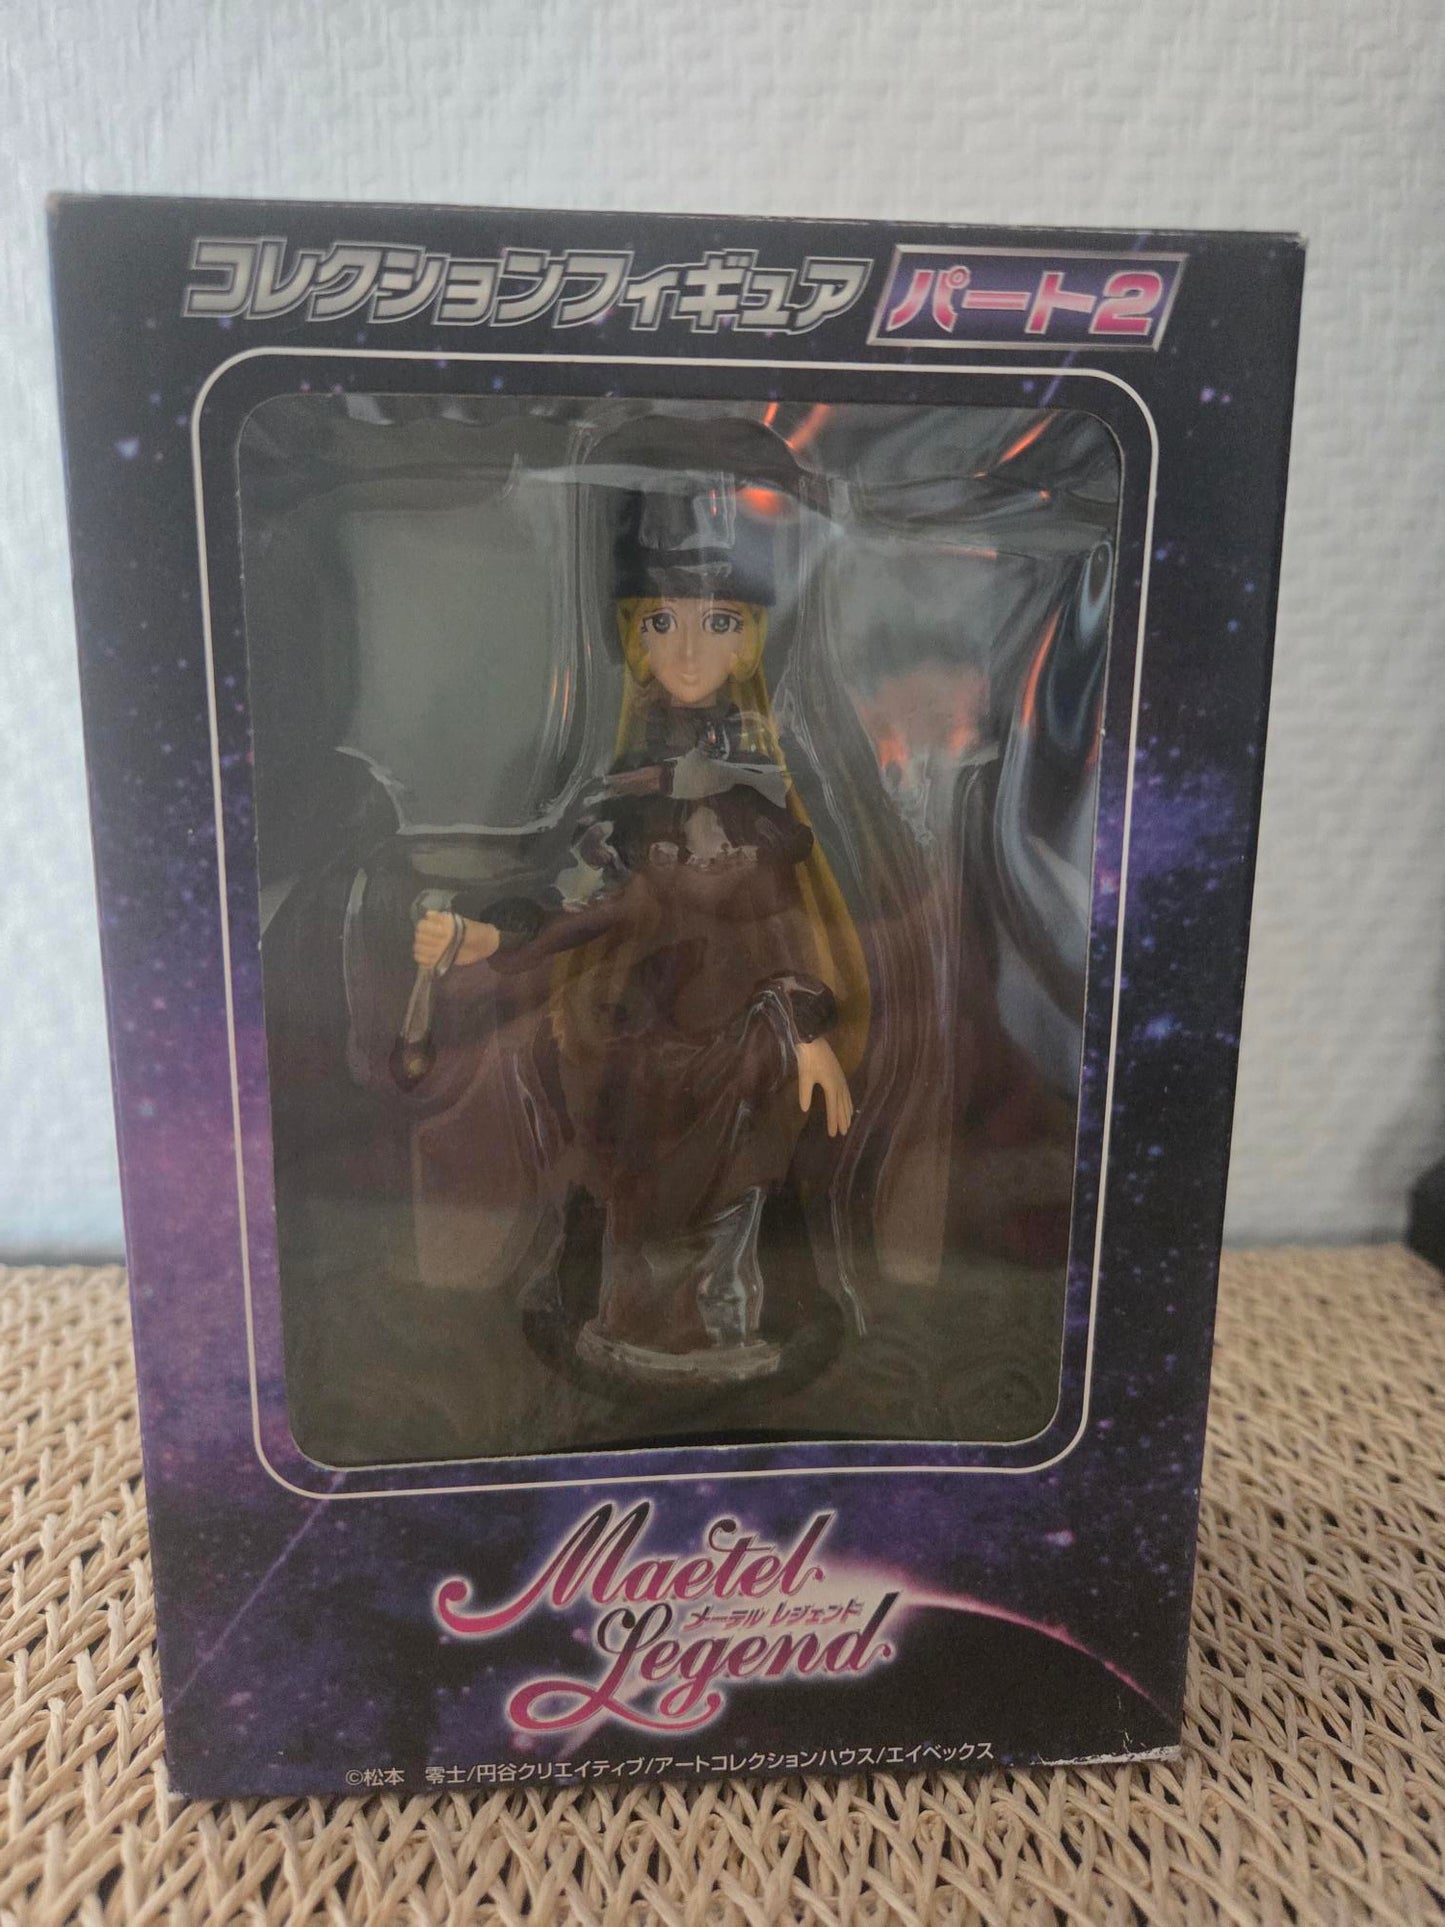 コレクションフィギュア パート2
Maetel
メーテル レジェンド
Legend
©松本 零士/円谷クリエイティブ/アートコレクションハウス/エイベックス